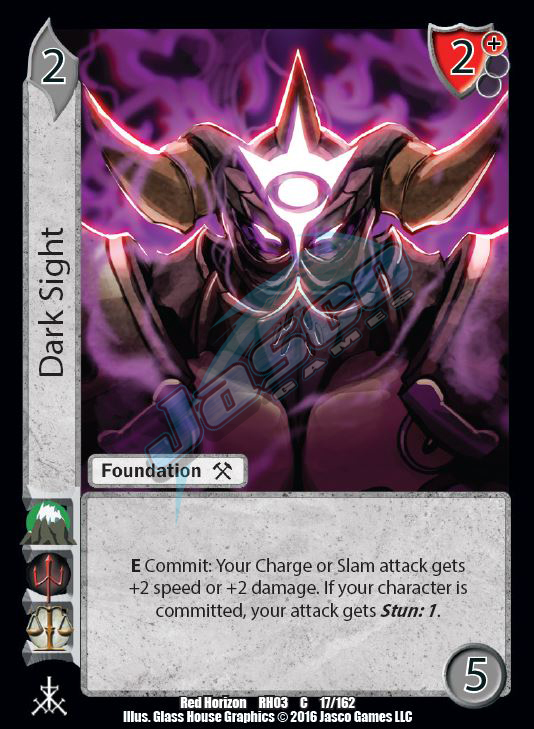 2
2+
Dark Sight
JASCO
GAMES
Foundation
E Commit: Your Charge or Slam attack gets
+2 speed or +2 damage. If your character is
committed, your attack gets Stun: 1.
5
Red Horizon RH03 C 17/162
Illus. Glass House Graphics © 2016 Jasco Games LLC